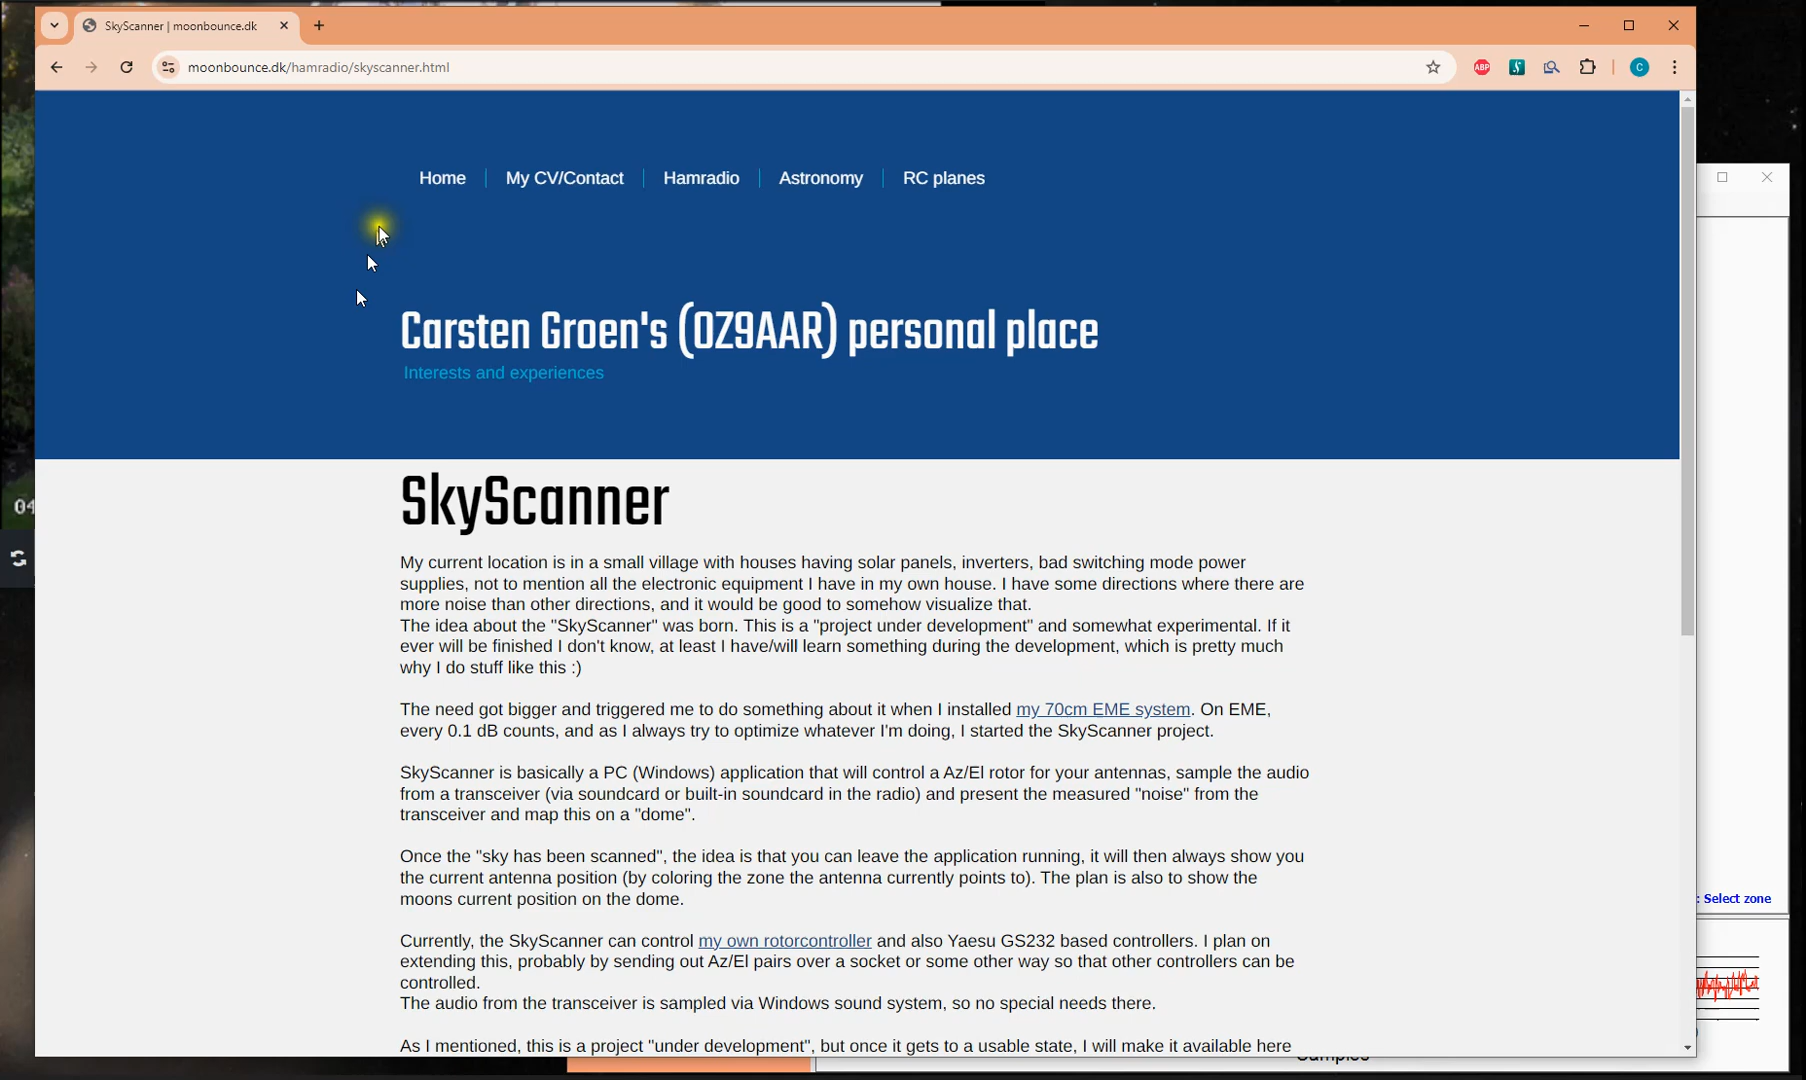 SkyScanner | moonbounce.dk
moonbounce.dk/hamradio/skyscanner.html
ABP
C
Home
My CV/Contact
Hamradio
Astronomy
RC planes
Carsten Groen's (OZ9AAR) personal place
Interests and experiences
SkyScanner
My current location is in a small village with houses having solar panels, inverters, bad switching mode power
supplies, not to mention all the electronic equipment I have in my own house. I have some directions where there are
more noise than other directions, and it would be good to somehow visualize that.
The idea about the "SkyScanner" was born. This is a "project under development" and somewhat experimental. If it
ever will be finished I don't know, at least I have/will learn something during the development, which is pretty much
why I do stuff like this :)
The need got bigger and triggered me to do something about it when I installed my 70cm EME system. On EME,
every 0.1 dB counts, and as I always try to optimize whatever I'm doing, I started the SkyScanner project.
SkyScanner is basically a PC (Windows) application that will control a Az/El rotor for your antennas, sample the audio
from a transceiver (via soundcard or built-in soundcard in the radio) and present the measured "noise" from the
transceiver and map this on a "dome".
Once the "sky has been scanned", the idea is that you can leave the application running, it will then always show you
the current antenna position (by coloring the zone the antenna currently points to). The plan is also to show the
moons current position on the dome.
Currently, the SkyScanner can control my own rotorcontroller and also Yaesu GS232 based controllers. I plan on
extending this, probably by sending out Az/El pairs over a socket or some other way so that other controllers can be
controlled.
The audio from the transceiver is sampled via Windows sound system, so no special needs there.
As I mentioned, this is a project "under development", but once it gets to a usable state, I will make it available here
04
: Select zone
Samples